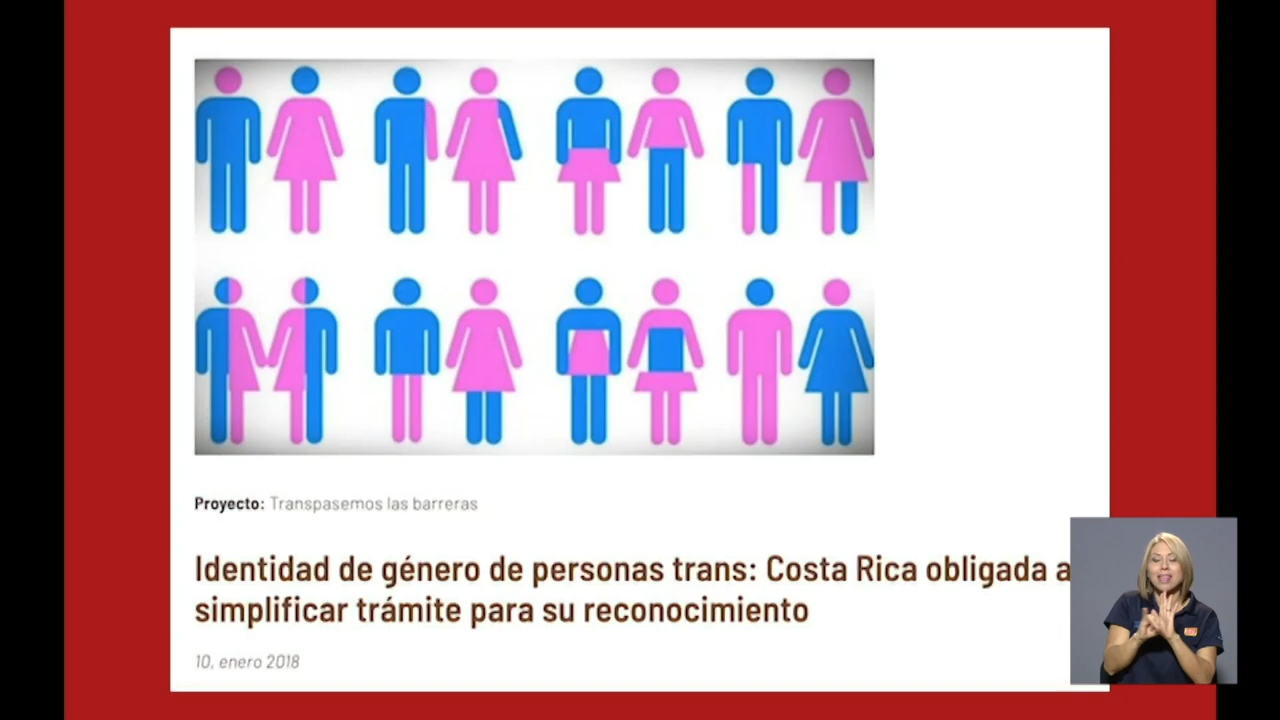 Proyecto: Transpasemos las barreras
Identidad de género de personas trans: Costa Rica obligada a
simplificar trámite para su reconocimiento
10, enero 2018